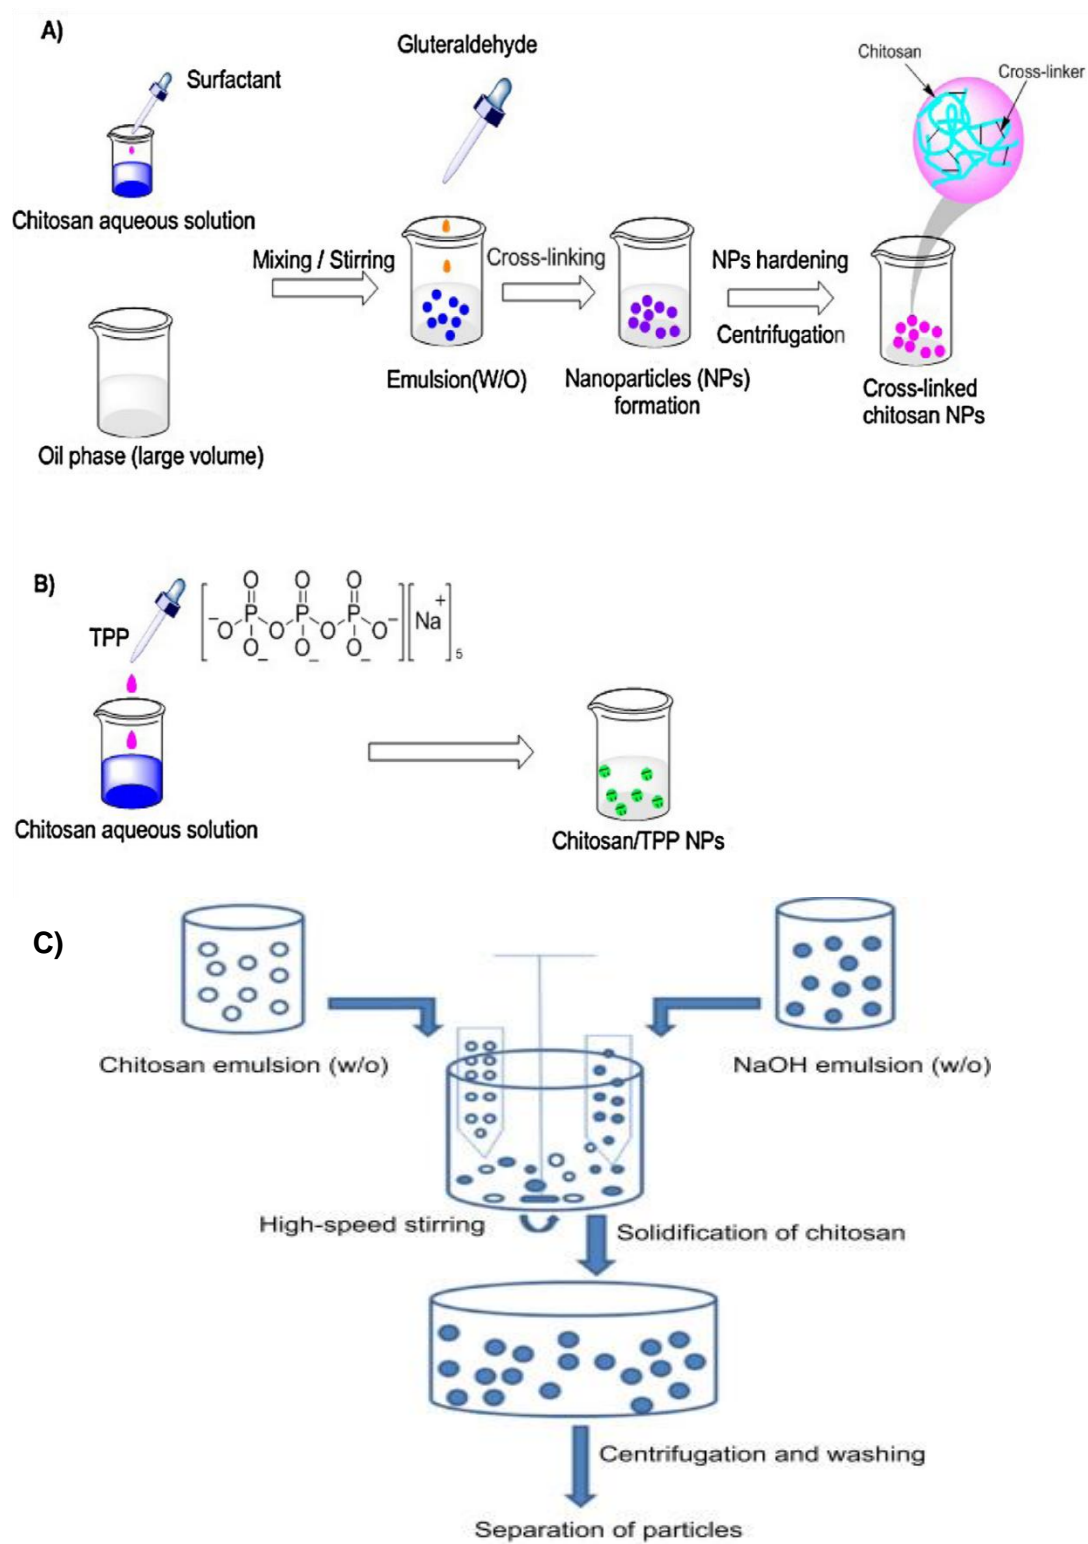 A)
Surfactant
Chitosan aqueous solution
Oil phase (large volume)
Mixing / Stirring
Gluteraldehyde
Emulsion(W/O)
Cross-linking
Nanoparticles (NPs)
formation
NPs hardening
Centrifugation
Chitosan
Cross-linker
Cross-linked
chitosan NPs
B)
TPP
O O O
-O P O P O P O- Na+
O- O- O- 5
Chitosan aqueous solution
Chitosan/TPP NPs
C)
Chitosan emulsion (w/o)
NaOH emulsion (w/o)
High-speed stirring
Solidification of chitosan
Centrifugation and washing
Separation of particles